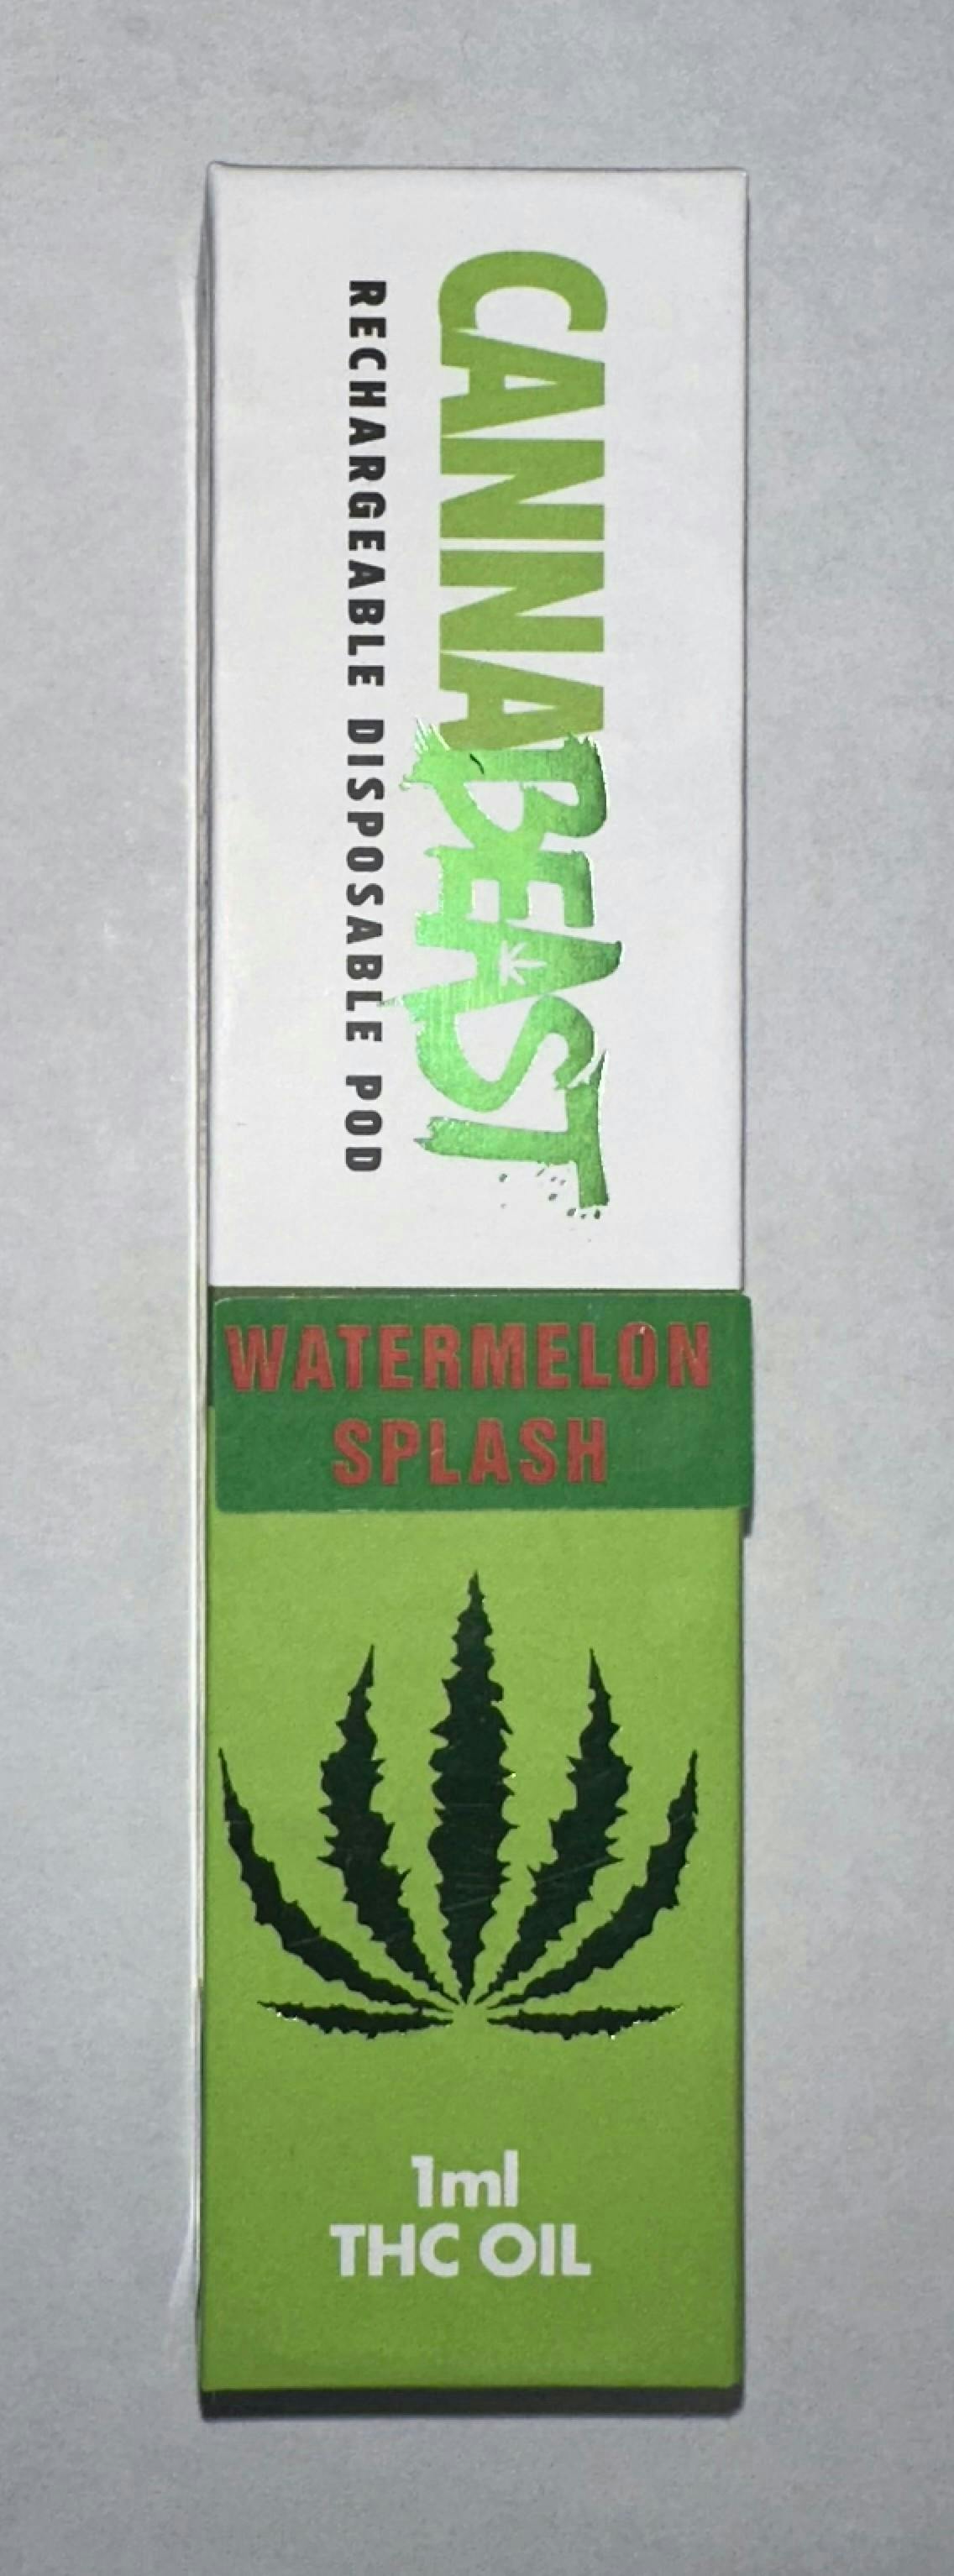 CANNABEAST
RECHARGEABLE DISPOSABLE POD
WATERMELON
SPLASH
1ml
THC OIL